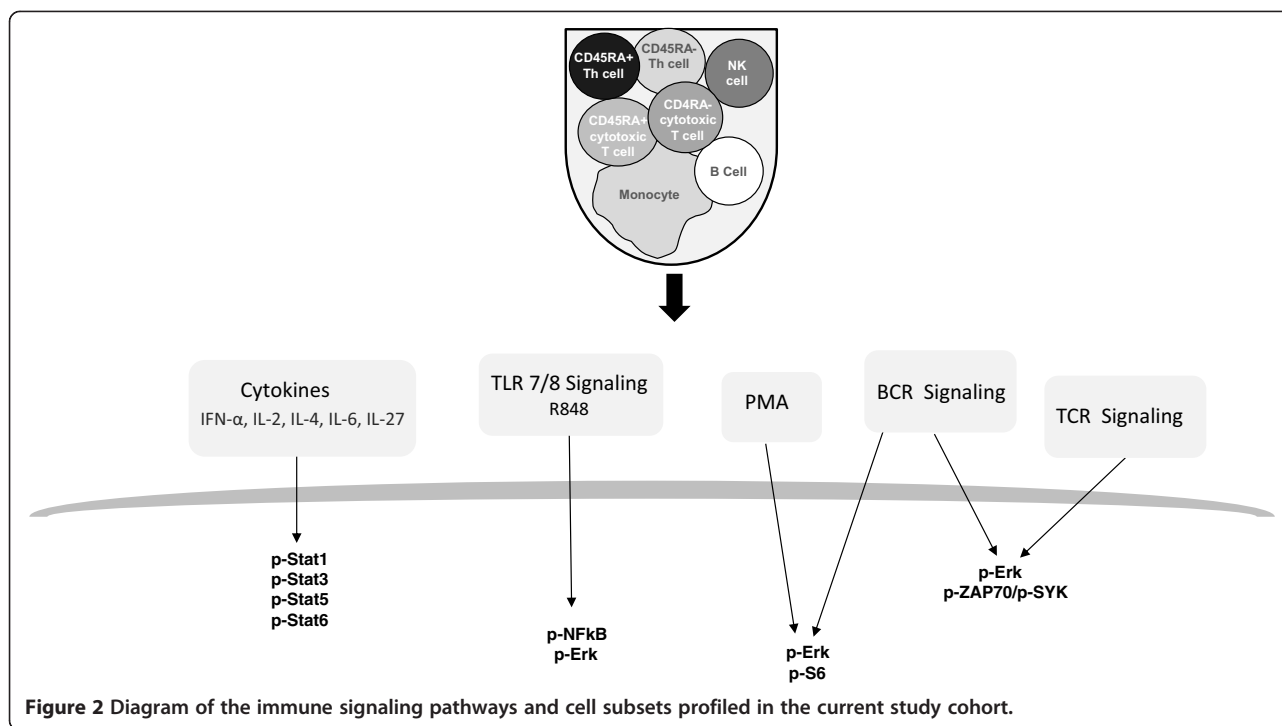 CD45RA+
Th cell
CD45RA-
Th cell
NK
cell
CD45RA+
cytotoxic
T cell
CD4RA-
cytotoxic
T cell
B Cell
Monocyte
Cytokines
IFN-α, IL-2, IL-4, IL-6, IL-27
TLR 7/8 Signaling
R848
PMA
BCR Signaling
TCR Signaling
p-Stat1
p-Stat3
p-Stat5
p-Stat6
p-NFkB
p-Erk
p-Erk
p-S6
p-Erk
p-ZAP70/p-SYK
Figure 2 Diagram of the immune signaling pathways and cell subsets profiled in the current study cohort.